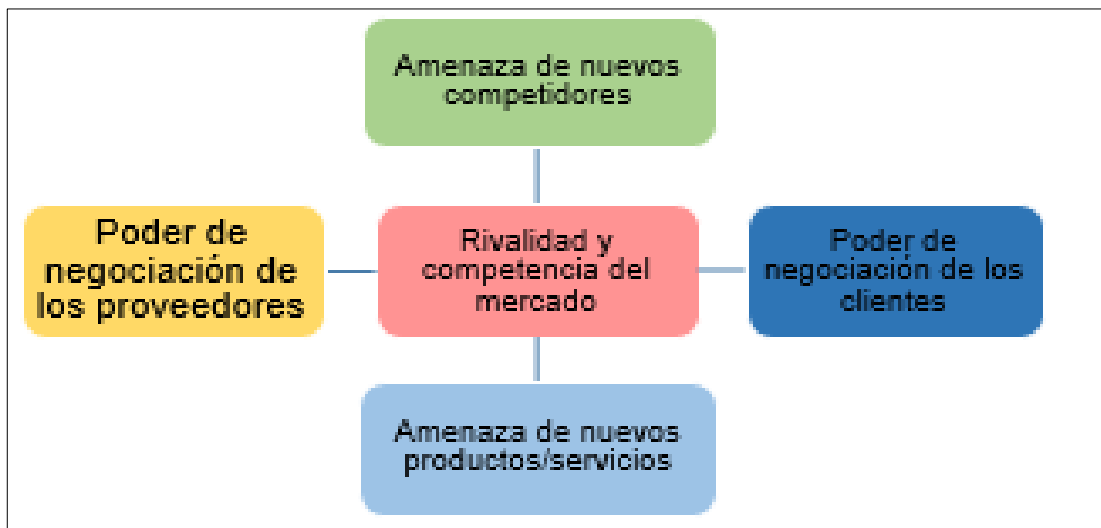 Amenaza de nuevos
competidores
Poder de
negociación de
los proveedores
Rivalidad y
competencia del
mercado
Poder de
negociación de los
clientes
Amenaza de nuevos
productos/servicios